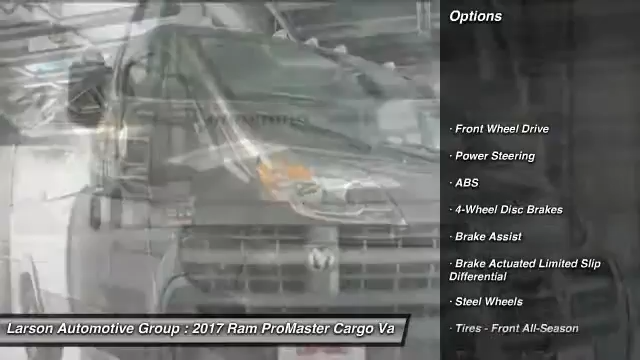 Options
· Front Wheel Drive
· Power Steering
· ABS
· 4-Wheel Disc Brakes
· Brake Assist
· Brake Actuated Limited Slip
Differential
· Steel Wheels
· Tires - Front All-Season
Larson Automotive Group : 2017 Ram ProMaster Cargo Va